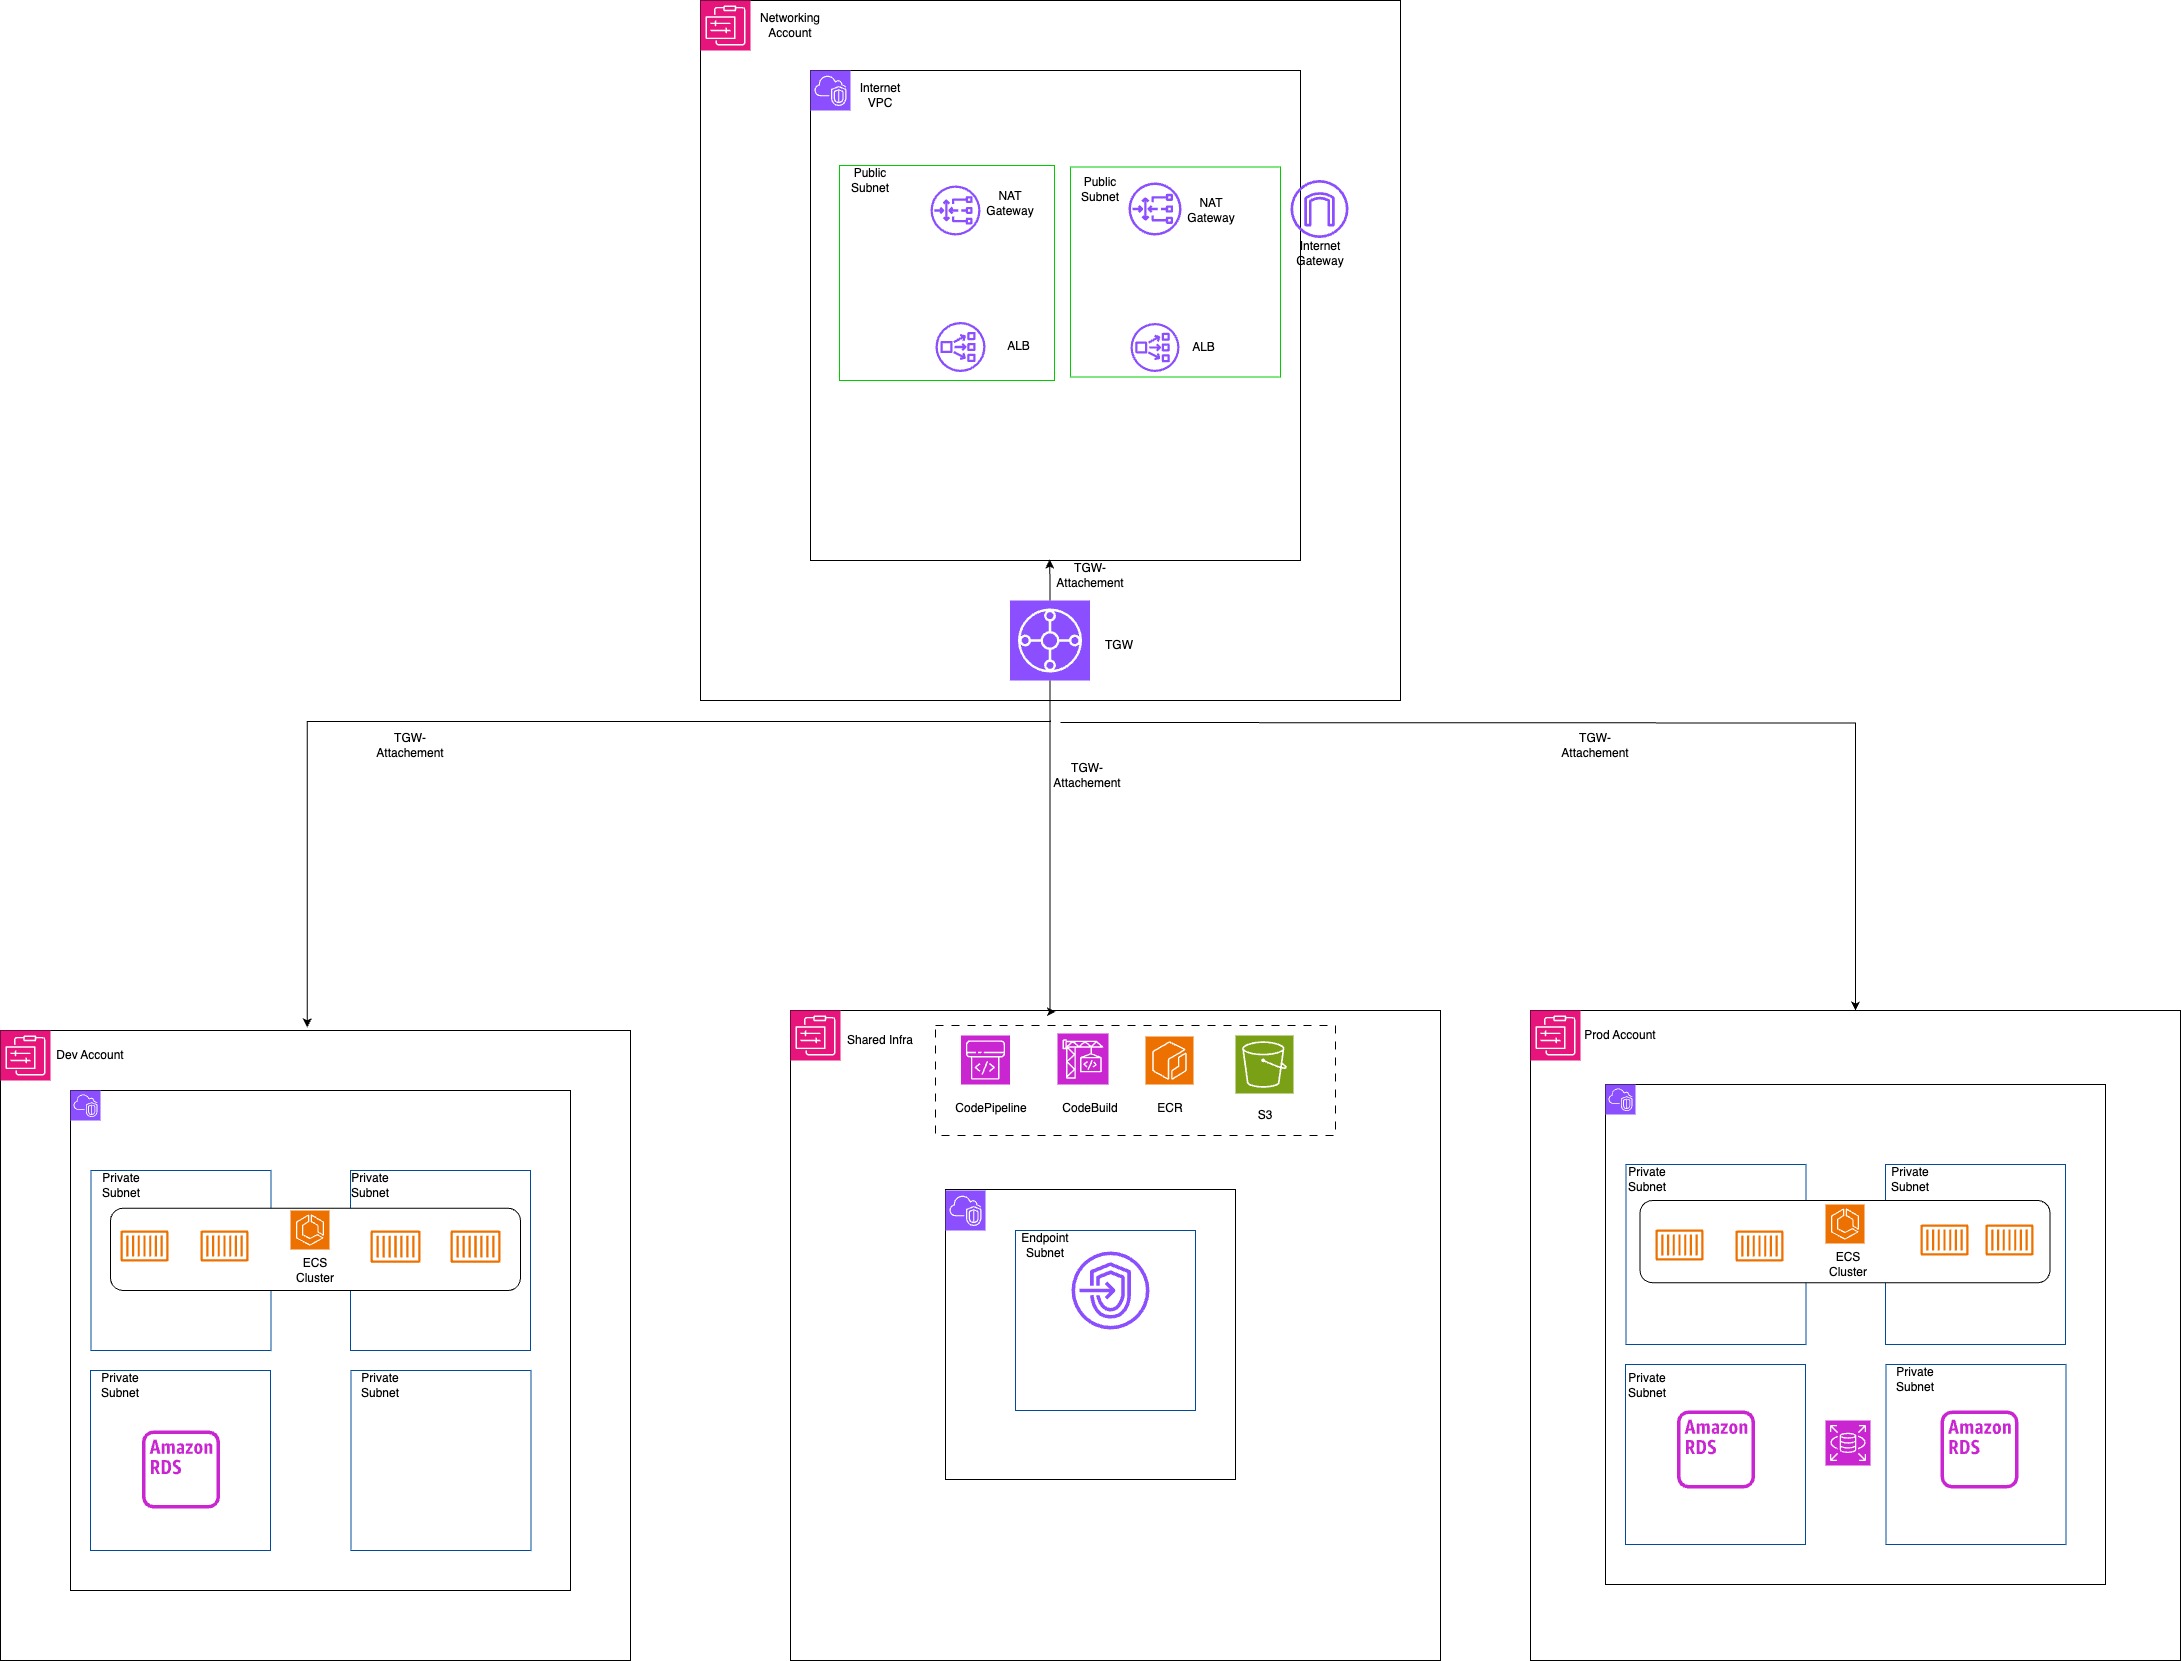 Networking
Account
Internet
VPC
Public
Subnet
NAT
Gateway
ALB
Public
Subnet
NAT
Gateway
ALB
Internet
Gateway
TGW-
Attachement
TGW
TGW-
Attachement
TGW-
Attachement
TGW-
Attachement
Dev Account
Private
Subnet
Private
Subnet
ECS
Cluster
Private
Subnet
Amazon
RDS
Private
Subnet
Shared Infra
CodePipeline
CodeBuild
ECR
S3
Endpoint
Subnet
Prod Account
Private
Subnet
Private
Subnet
ECS
Cluster
Private
Subnet
Amazon
RDS
Private
Subnet
Amazon
RDS